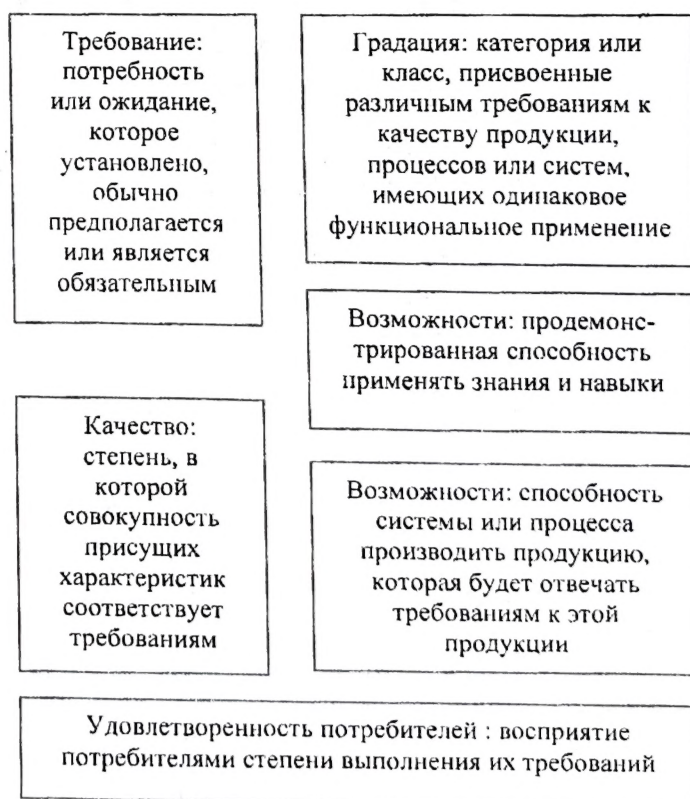 Требование:
потребность
или ожидание,
которое
установлено,
обычно
предполагается
или является
обязательным
Градация: категория или
класс, присвоенные
различным требованиям к
качеству продукции,
процессов или систем,
имеющих одинаковое
функциональное применение
Возможности: продемонс-
трированная способность
применять знания и навыки
Качество:
степень, в
которой
совокупность
присущих
характеристик
соответствует
требованиям
Возможности: способность
системы или процесса
производить продукцию,
которая будет отвечать
требованиям к этой
продукции
Удовлетворенность потребителей : восприятие
потребителями степени выполнения их требований